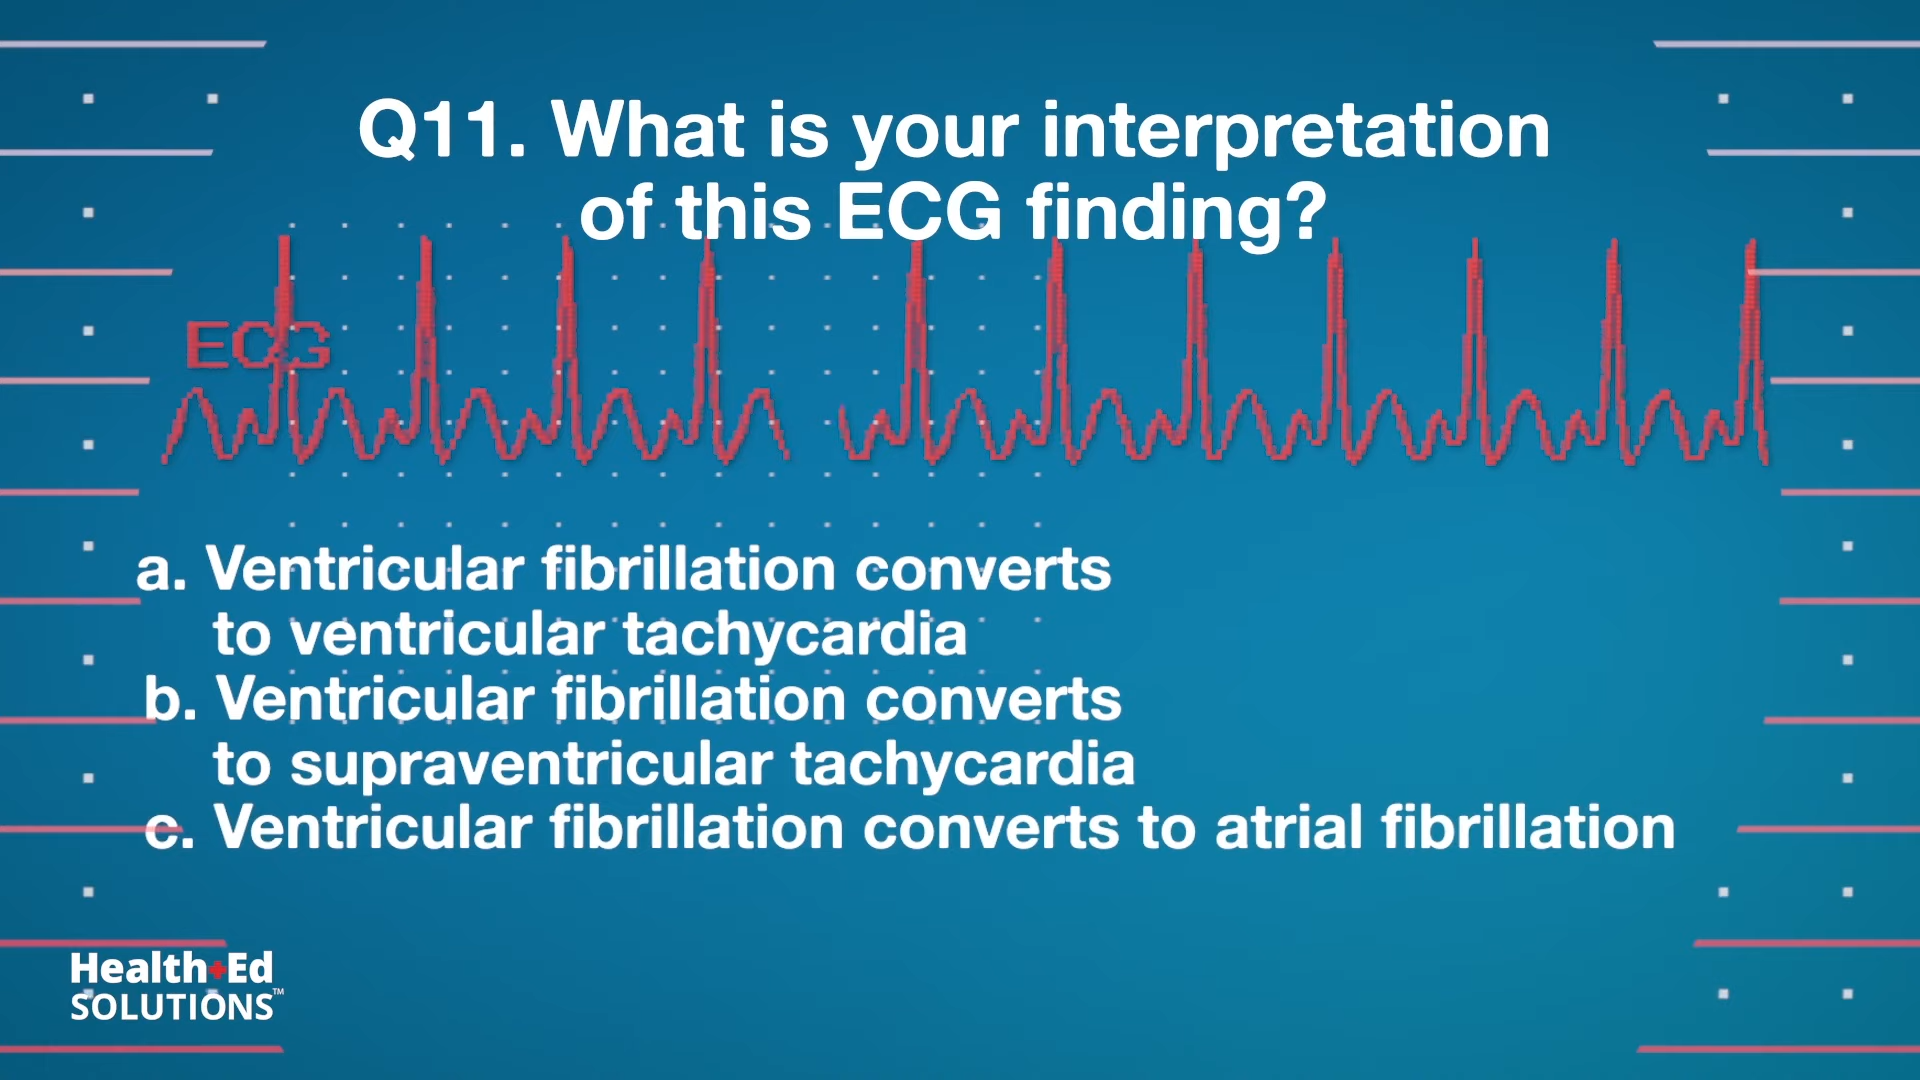 Q11. What is your interpretation
of this ECG finding?
ECG
a. Ventricular fibrillation converts
to ventricular tachycardia
b. Ventricular fibrillation converts
to supraventricular tachycardia
c. Ventricular fibrillation converts to atrial fibrillation
Health+Ed
SOLUTIONS™